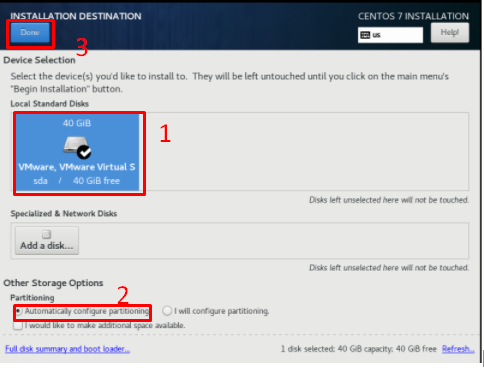 INSTALLATION DESTINATION
CENTOS 7 INSTALLATION
Done
us
Help!
3
Device Selection
Select the device(s) you'd like to install to. They will be left untouched until you click on the main menu's
"Begin Installation" button.
Local Standard Disks
40 GiB
1
VMware, VMware Virtual S
sda / 40 GiB free
Disks left unselected here will not be touched.
Specialized & Network Disks
Add a disk...
Disks left unselected here will not be touched.
Other Storage Options
Partitioning
2
Automatically configure partitioning.
I will configure partitioning.
I would like to make additional space available.
Full disk summary and boot loader...
1 disk selected; 40 GiB capacity; 40 GiB free Refresh...